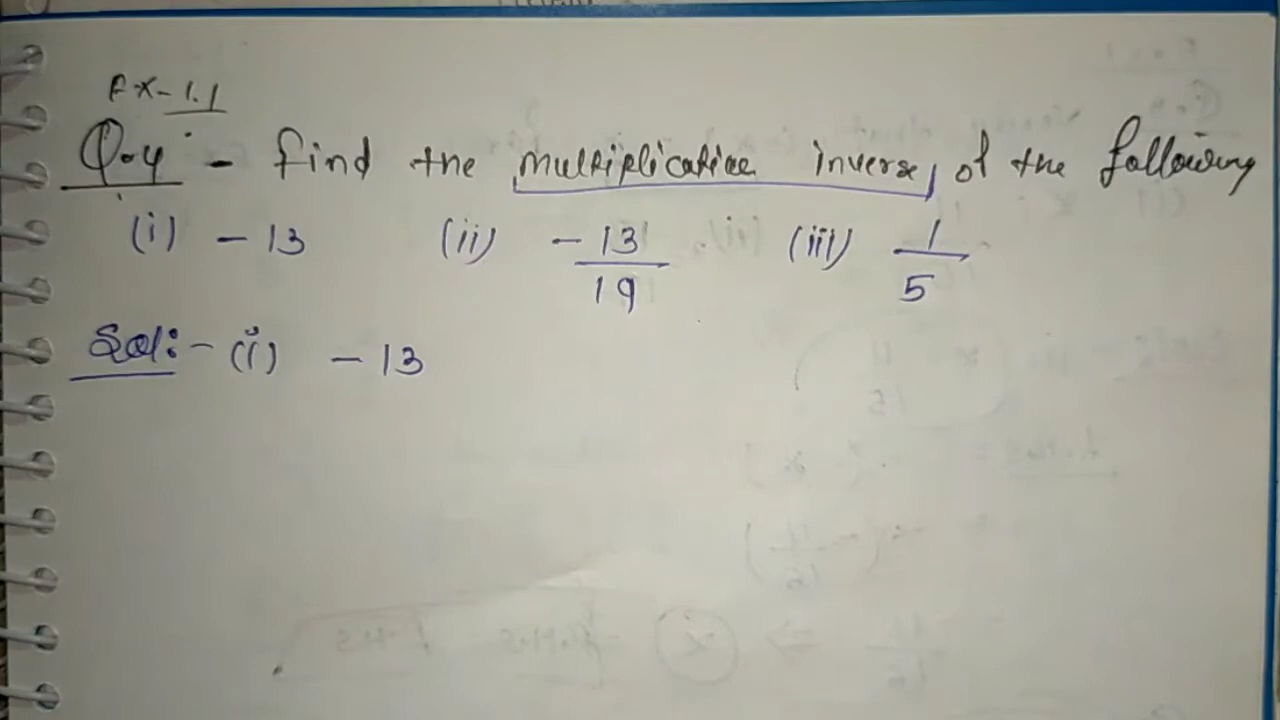 Ex-1.1
Q.4 - find the multiplicative inverse, of the following
(i) -13 (ii) -13/19 (iii) 1/5
Sol:- (i) -13